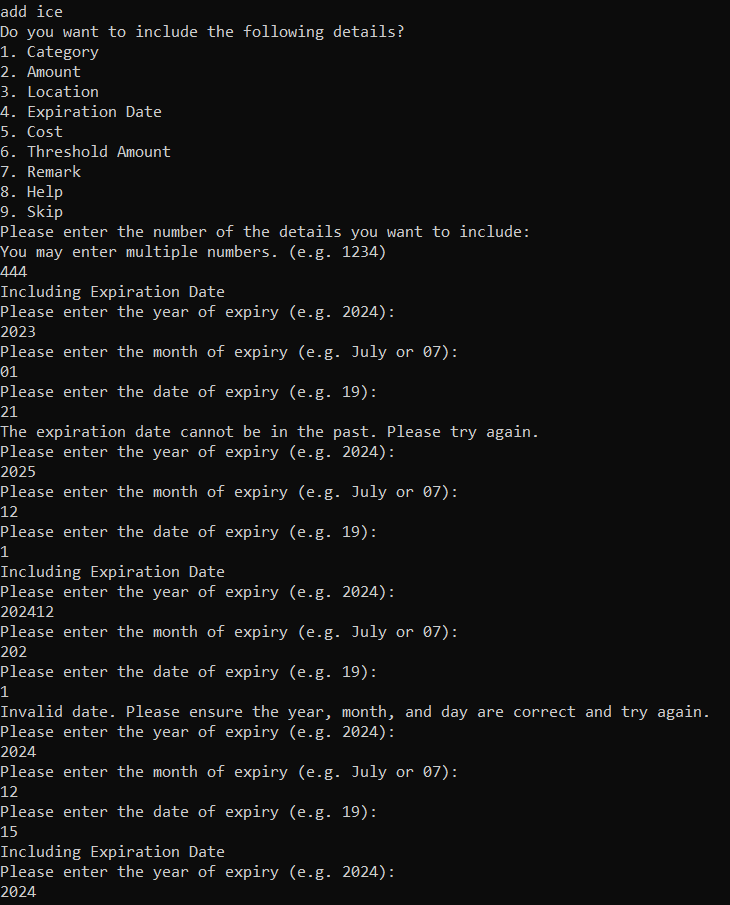 add ice
Do you want to include the following details?
1. Category
2. Amount
3. Location
4. Expiration Date
5. Cost
6. Threshold Amount
7. Remark
8. Help
9. Skip
Please enter the number of the details you want to include:
You may enter multiple numbers. (e.g. 1234)
444
Including Expiration Date
Please enter the year of expiry (e.g. 2024):
2023
Please enter the month of expiry (e.g. July or 07):
01
Please enter the date of expiry (e.g. 19):
21
The expiration date cannot be in the past. Please try again.
Please enter the year of expiry (e.g. 2024):
2025
Please enter the month of expiry (e.g. July or 07):
12
Please enter the date of expiry (e.g. 19):
1
Including Expiration Date
Please enter the year of expiry (e.g. 2024):
202412
Please enter the month of expiry (e.g. July or 07):
202
Please enter the date of expiry (e.g. 19):
1
Invalid date. Please ensure the year, month, and day are correct and try again.
Please enter the year of expiry (e.g. 2024):
2024
Please enter the month of expiry (e.g. July or 07):
12
Please enter the date of expiry (e.g. 19):
15
Including Expiration Date
Please enter the year of expiry (e.g. 2024):
2024